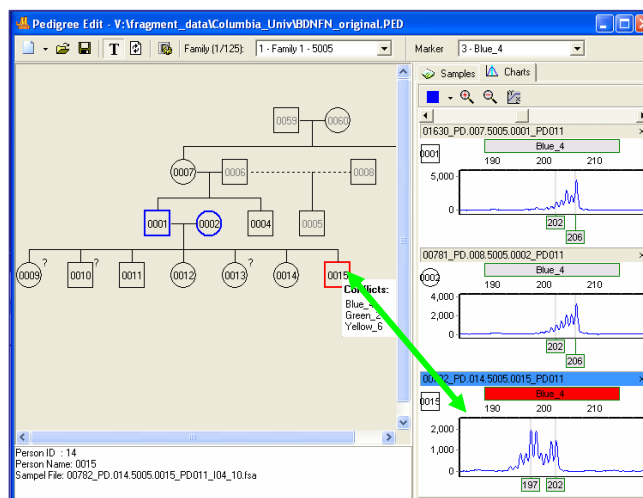 Pedigree Edit - V:\fragment_data\Columbia_Univ\BDNFN_original.PED
T Family (1/125): 1 - Family 1 - 5005 Marker 3 - Blue_4
Samples Charts
0059 0060
0007 0006 0008
0001 0002 0004 0005
0009 ? 0010 ? 0011 0012 0013 ? 0014 0015
Conflicts:
Blue_4
Green_2
Yellow_6
01630_PD.007.5005.0001_PD011 ×
0001 Blue_4
190 200 210
5,000
0
202
206
00781_PD.008.5005.0002_PD011 ×
0002 Blue_4
190 200 210
4,000
2,000
0
202
206
00782_PD.014.5005.0015_PD011 ×
0015 Blue_4
190 200 210
2,000
1,000
0
197 202
Person ID : 14
Person Name: 0015
Sampel File: 00782_PD.014.5005.0015_PD011_I04_10.fsa